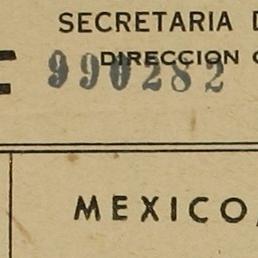 SECRETARIA D
DIRECCION
990282
MEXICO,